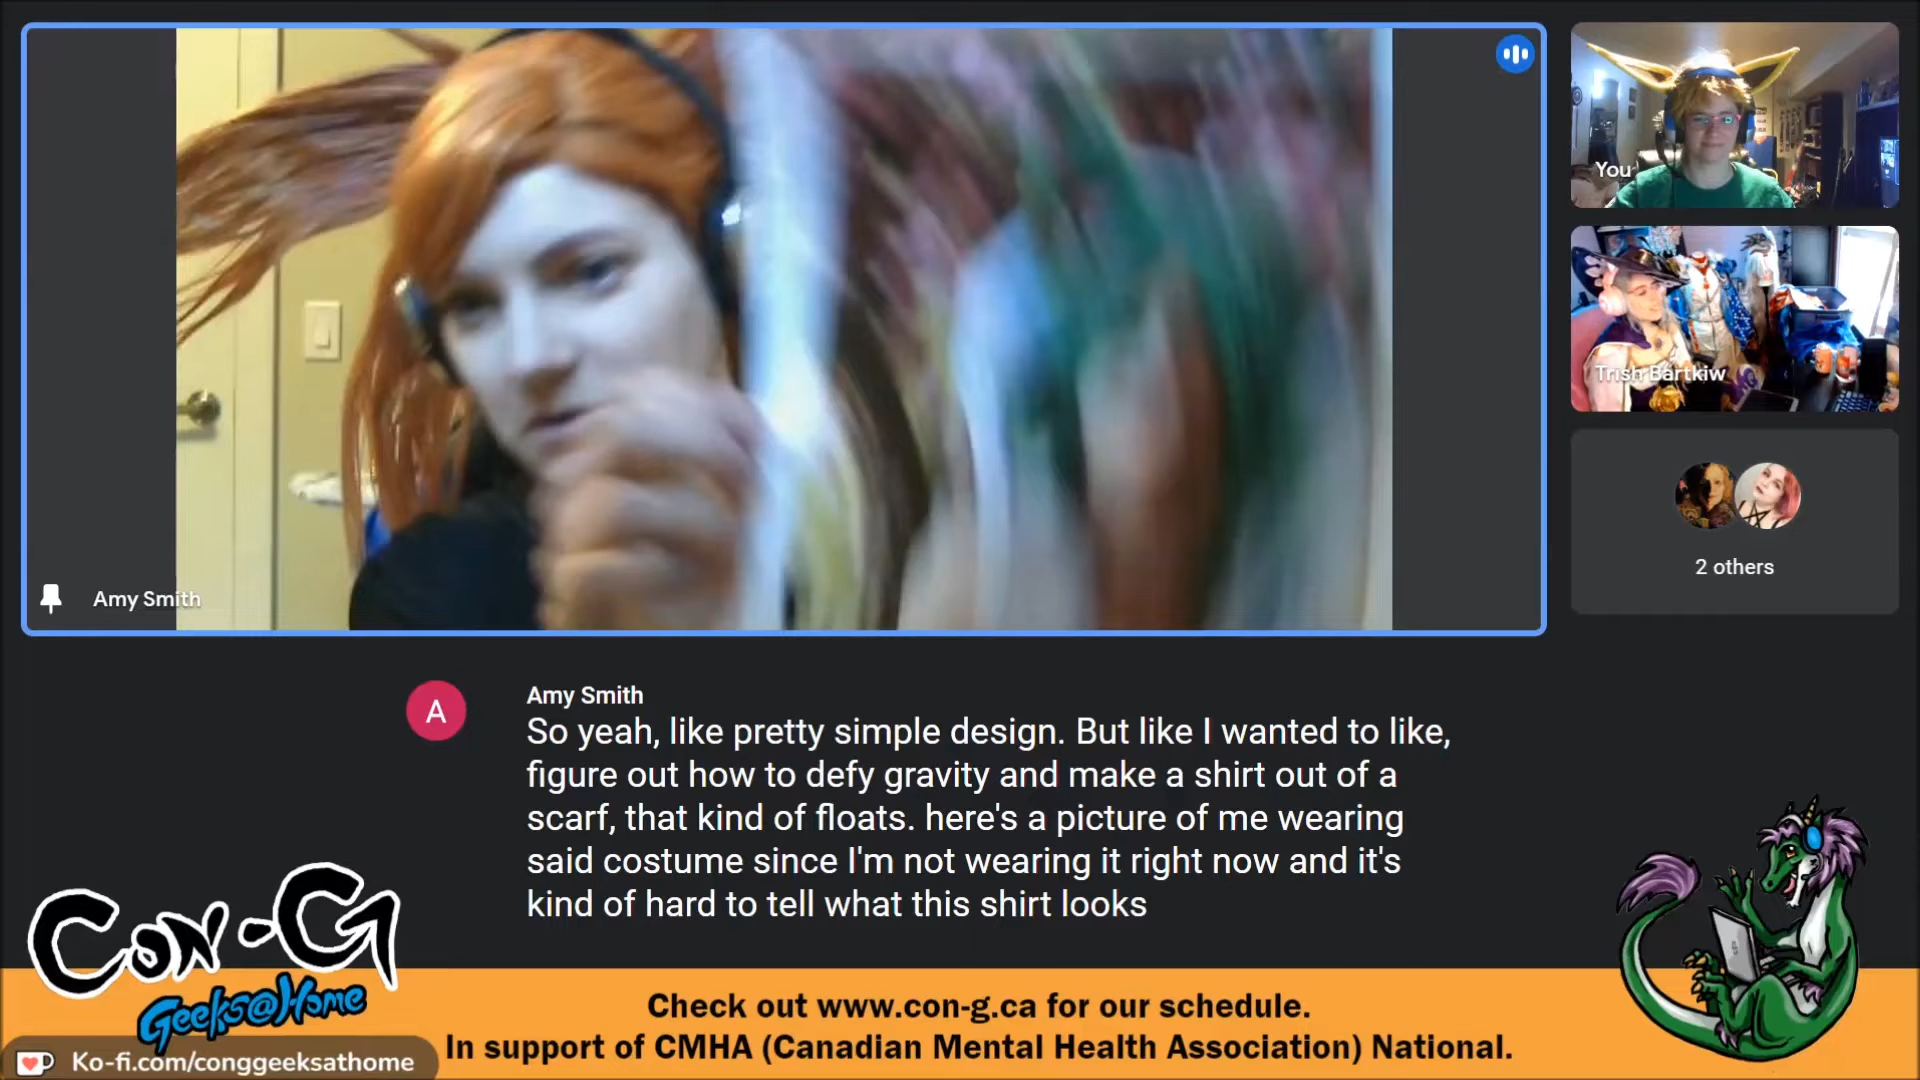 You
Trish Bartkiw
2 others
Amy Smith
A
Amy Smith
So yeah, like pretty simple design. But like I wanted to like,
figure out how to defy gravity and make a shirt out of a
scarf, that kind of floats. here's a picture of me wearing
said costume since I'm not wearing it right now and it's
kind of hard to tell what this shirt looks
Con-G
Geeks@Home
Ko-fi.com/conggeeksathome
Check out www.con-g.ca for our schedule.
In support of CMHA (Canadian Mental Health Association) National.